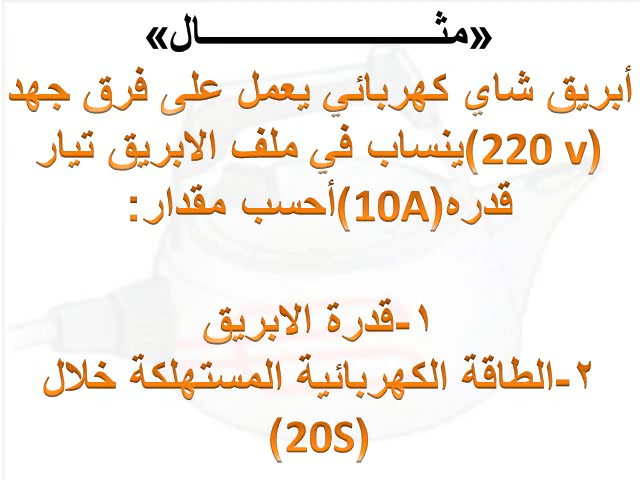 «مثـــــــــــــــــــــال»
أبريق شاي كهربائي يعمل على فرق جهد
(220 v)ينساب في ملف الابريق تيار
قدره(10A)أحسب مقدار:
١-قدرة الابريق
٢-الطاقة الكهربائية المستهلكة خلال
(20S)